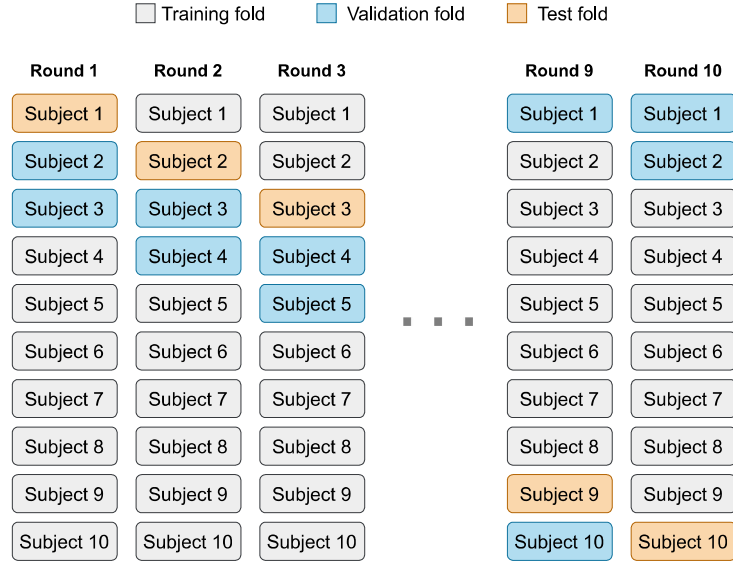 Training fold Validation fold Test fold
Round 1 Round 2 Round 3 Round 9 Round 10
Subject 1 Subject 1 Subject 1 Subject 1 Subject 1
Subject 2 Subject 2 Subject 2 Subject 2 Subject 2
Subject 3 Subject 3 Subject 3 Subject 3 Subject 3
Subject 4 Subject 4 Subject 4 Subject 4 Subject 4
Subject 5 Subject 5 Subject 5 Subject 5 Subject 5
. . .
Subject 6 Subject 6 Subject 6 Subject 6 Subject 6
Subject 7 Subject 7 Subject 7 Subject 7 Subject 7
Subject 8 Subject 8 Subject 8 Subject 8 Subject 8
Subject 9 Subject 9 Subject 9 Subject 9 Subject 9
Subject 10 Subject 10 Subject 10 Subject 10 Subject 10